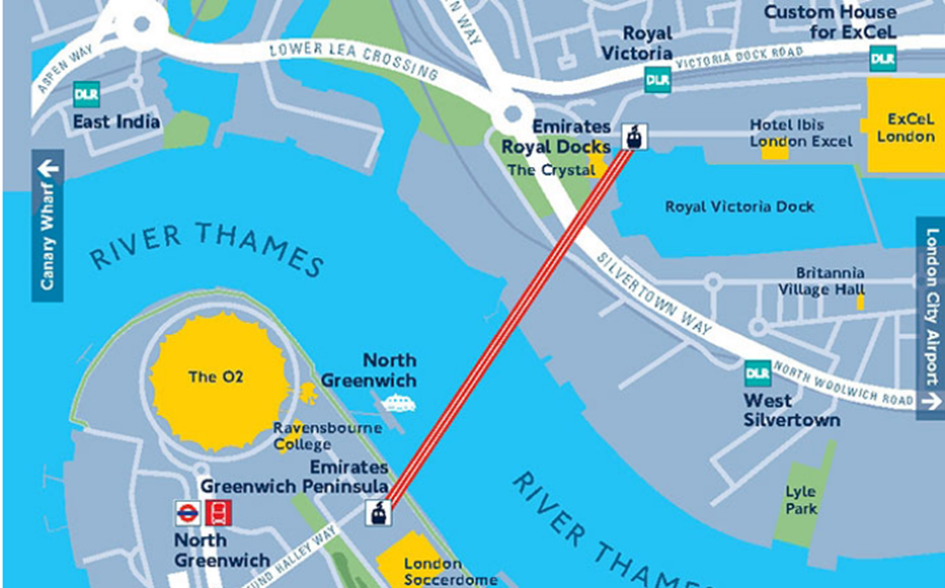 Custom House
for ExCeL
Royal
Victoria
VICTORIA DOCK ROAD
N WAY
ASPEN WAY
LOWER LEA CROSSING
DLR
DLR
DLR
East India
Emirates
Royal Docks
The Crystal
Hotel Ibis
London Excel
ExCeL
London
Canary Wharf
Royal Victoria Dock
RIVER THAMES
London City Airport
SILVERTOWN WAY
Britannia
Village Hall
The O2
North
Greenwich
DLR
NORTH WOOLWICH ROAD
West
Silvertown
Ravensbourne
College
Emirates
Greenwich Peninsula
RIVER THAMES
Lyle
Park
North
Greenwich
UND HALLEY WAY
London
Soccerdome